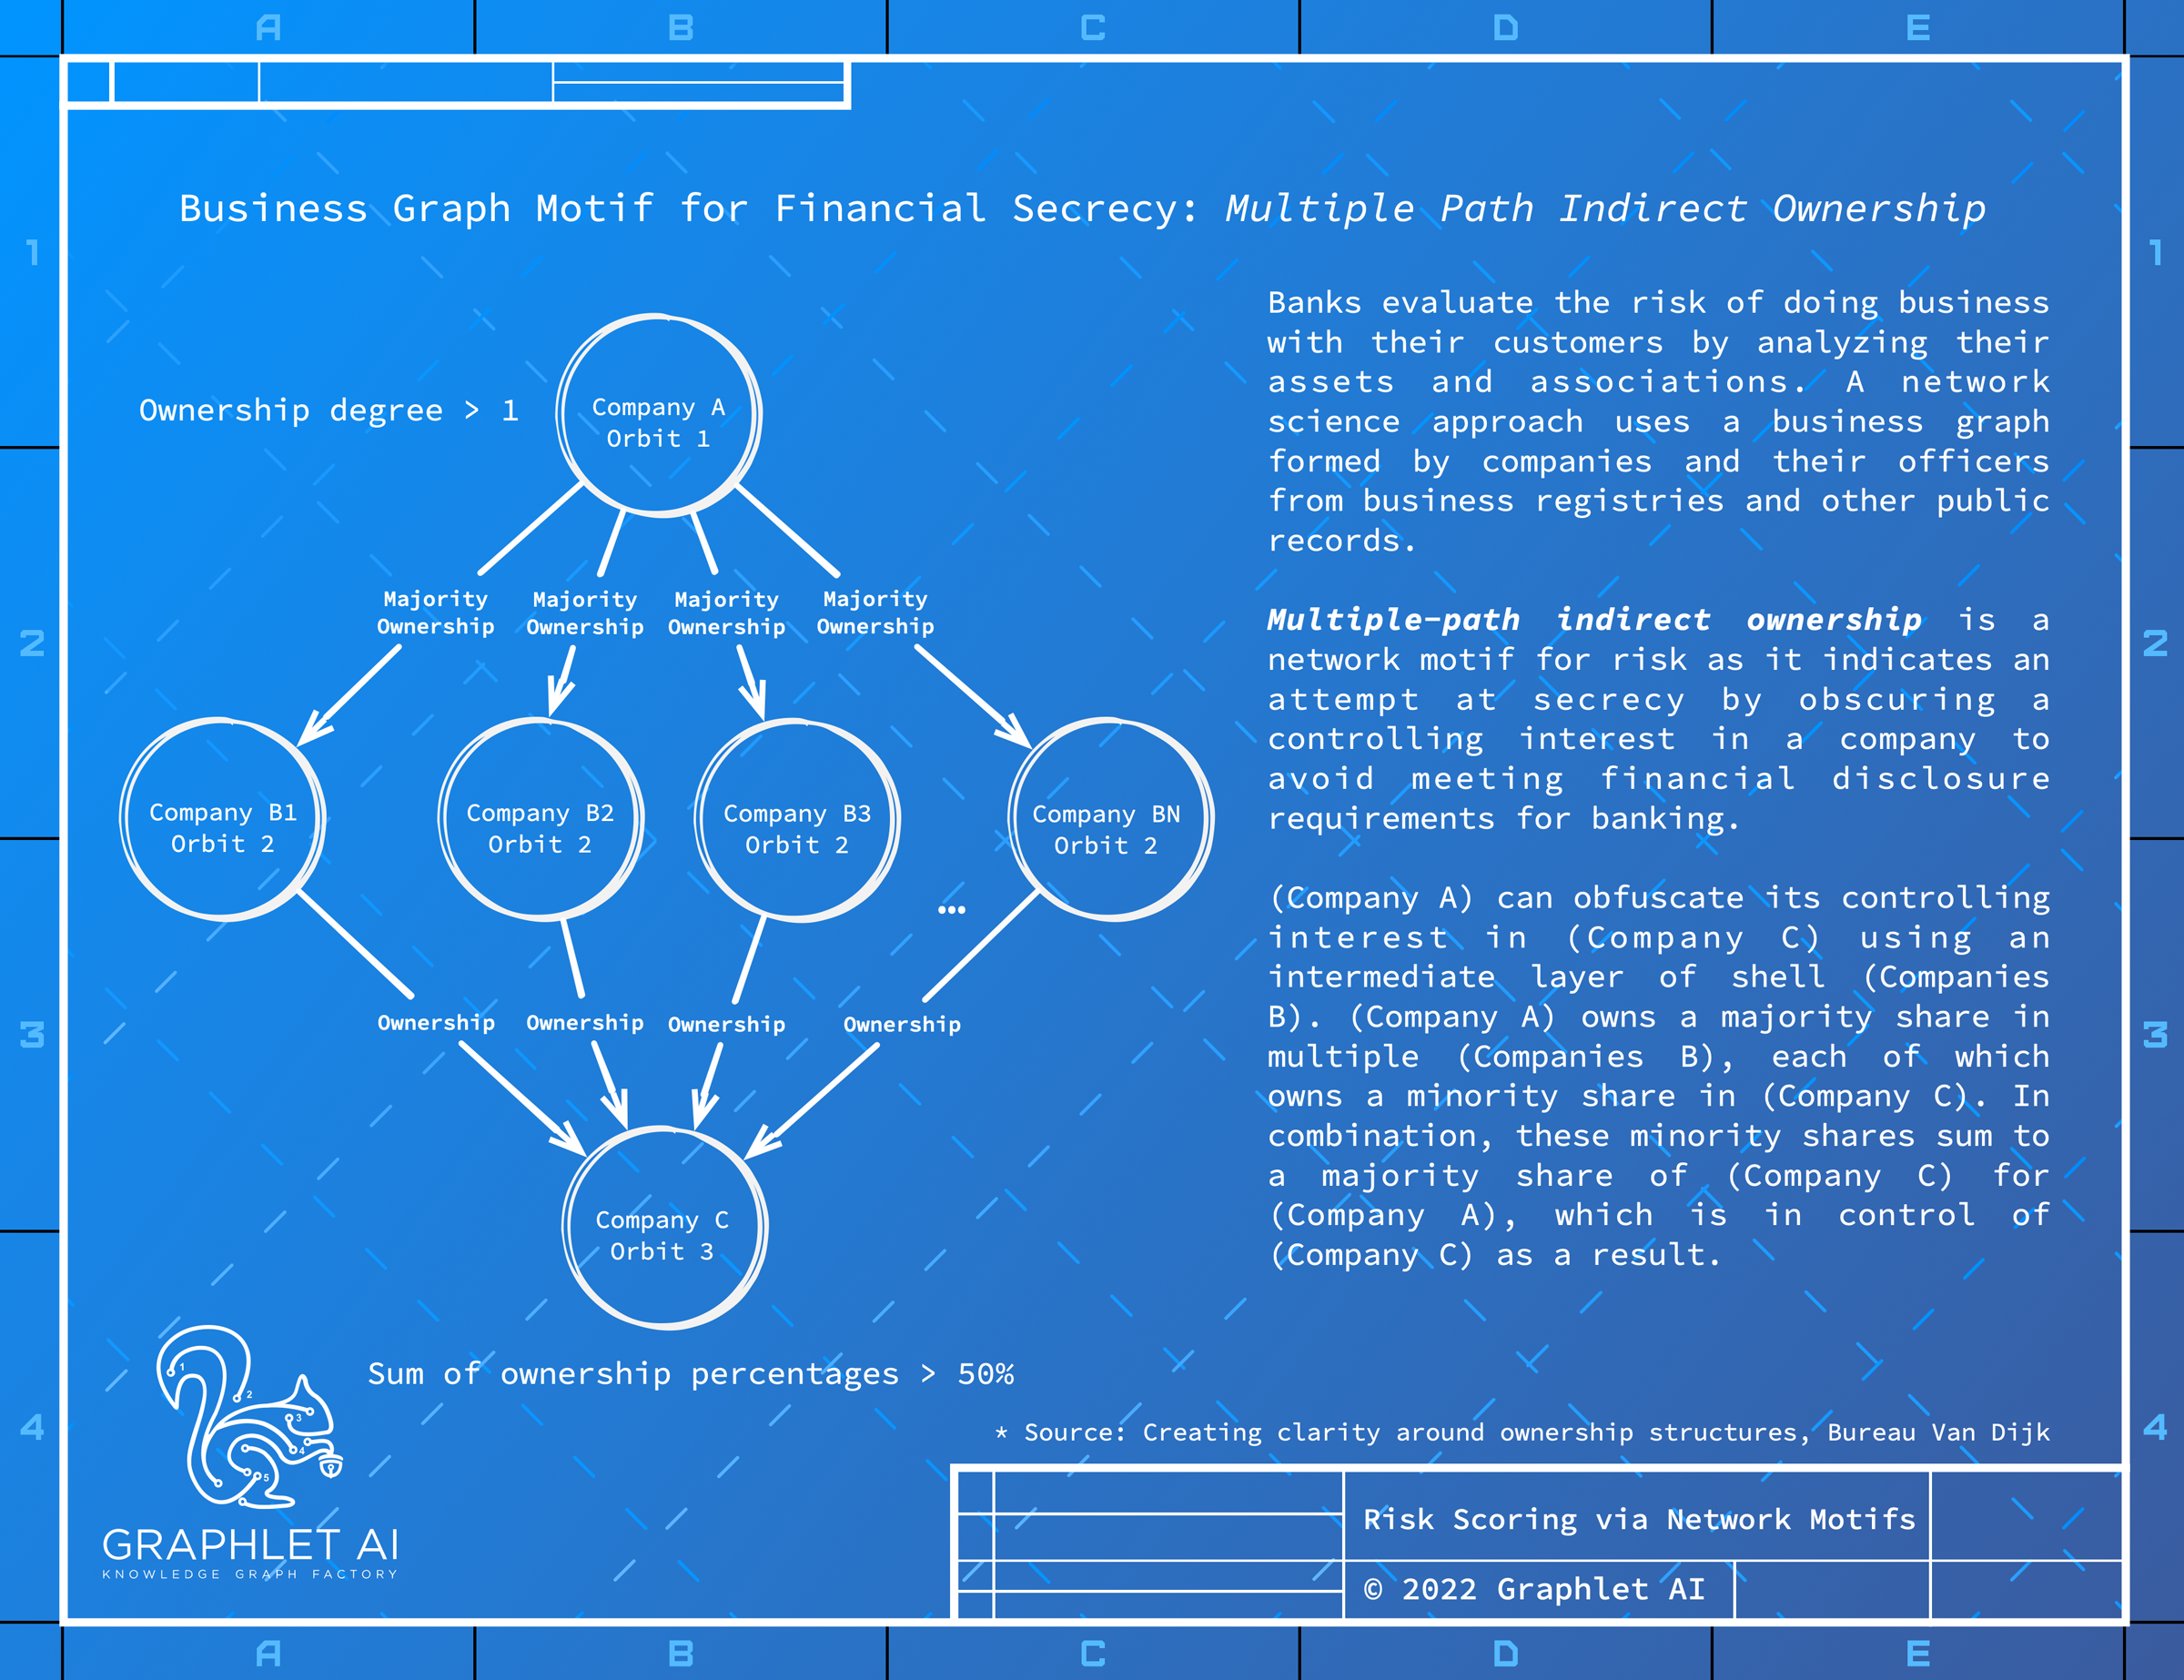 A B C D E
1 1
Business Graph Motif for Financial Secrecy: Multiple Path Indirect Ownership
Ownership degree > 1
Company A
Orbit 1
Majority Majority Majority Majority
Ownership Ownership Ownership Ownership
2 2
Company B1 Company B2 Company B3 Company BN
Orbit 2 Orbit 2 Orbit 2 Orbit 2
...
Ownership Ownership Ownership Ownership
3 3
Company C
Orbit 3
Sum of ownership percentages > 50%
Banks evaluate the risk of doing business
with their customers by analyzing their
assets and associations. A network
science approach uses a business graph
formed by companies and their officers
from business registries and other public
records.
Multiple-path indirect ownership is a
network motif for risk as it indicates an
attempt at secrecy by obscuring a
controlling interest in a company to
avoid meeting financial disclosure
requirements for banking.
(Company A) can obfuscate its controlling
interest in (Company C) using an
intermediate layer of shell (Companies
B). (Company A) owns a majority share in
multiple (Companies B), each of which
owns a minority share in (Company C). In
combination, these minority shares sum to
a majority share of (Company C) for
(Company A), which is in control of
(Company C) as a result.
* Source: Creating clarity around ownership structures, Bureau Van Dijk
4 4
1
2
3
4
5
GRAPHLET AI
KNOWLEDGE GRAPH FACTORY
Risk Scoring via Network Motifs
© 2022 Graphlet AI
A B C D E